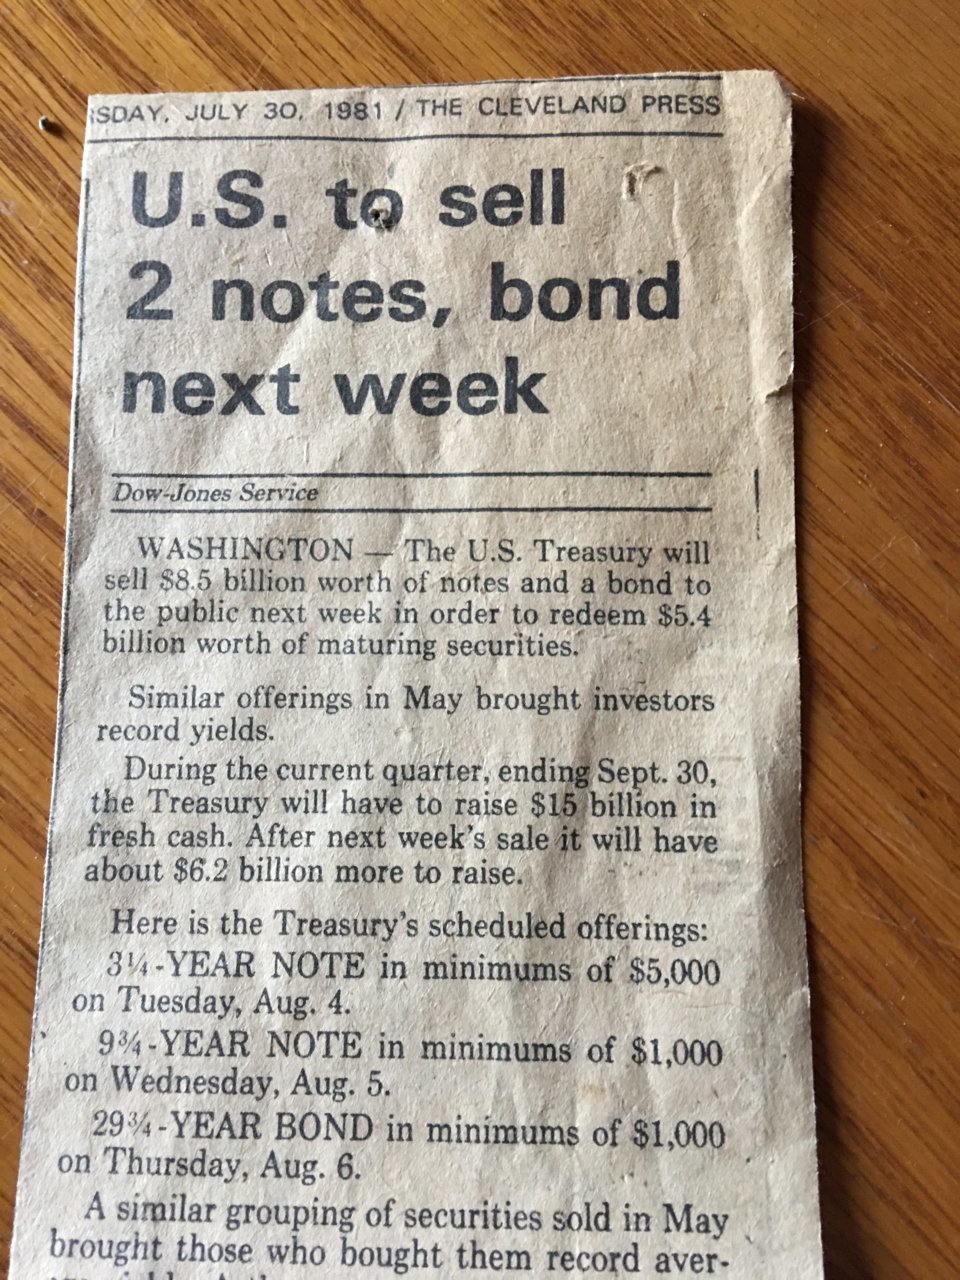 SDAY, JULY 30, 1981 / THE CLEVELAND PRESS
U.S. to sell
2 notes, bond
next week
Dow-Jones Service
WASHINGTON — The U.S. Treasury will
sell $8.5 billion worth of notes and a bond to
the public next week in order to redeem $5.4
billion worth of maturing securities.
Similar offerings in May brought investors
record yields.
During the current quarter, ending Sept. 30,
the Treasury will have to raise $15 billion in
fresh cash. After next week's sale it will have
about $6.2 billion more to raise.
Here is the Treasury's scheduled offerings:
3¼-YEAR NOTE in minimums of $5,000
on Tuesday, Aug. 4.
9¾-YEAR NOTE in minimums of $1,000
on Wednesday, Aug. 5.
29¾-YEAR BOND in minimums of $1,000
on Thursday, Aug. 6.
A similar grouping of securities sold in May
brought those who bought them record aver-